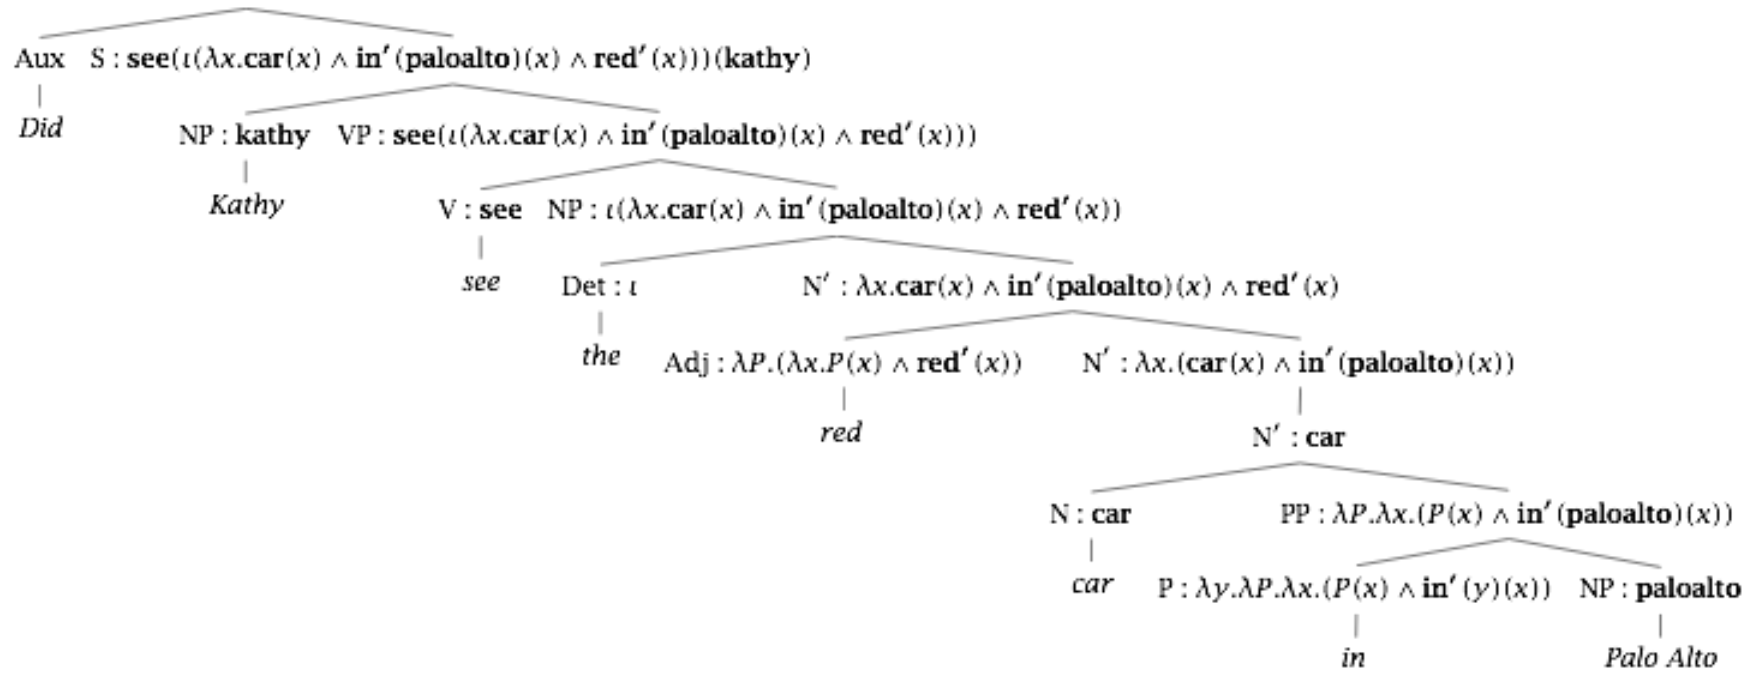 Aux S : see(ι(λx.car(x) ∧ in′(paloalto)(x) ∧ red′(x)))(kathy)
Did NP : kathy VP : see(ι(λx.car(x) ∧ in′(paloalto)(x) ∧ red′(x)))
Kathy V : see NP : ι(λx.car(x) ∧ in′(paloalto)(x) ∧ red′(x))
see Det : ι N′ : λx.car(x) ∧ in′(paloalto)(x) ∧ red′(x)
the Adj : λP.(λx.P(x) ∧ red′(x)) N′ : λx.(car(x) ∧ in′(paloalto)(x))
red N′ : car
N : car PP : λP.λx.(P(x) ∧ in′(paloalto)(x))
car P : λy.λP.λx.(P(x) ∧ in′(y)(x)) NP : paloalto
in Palo Alto